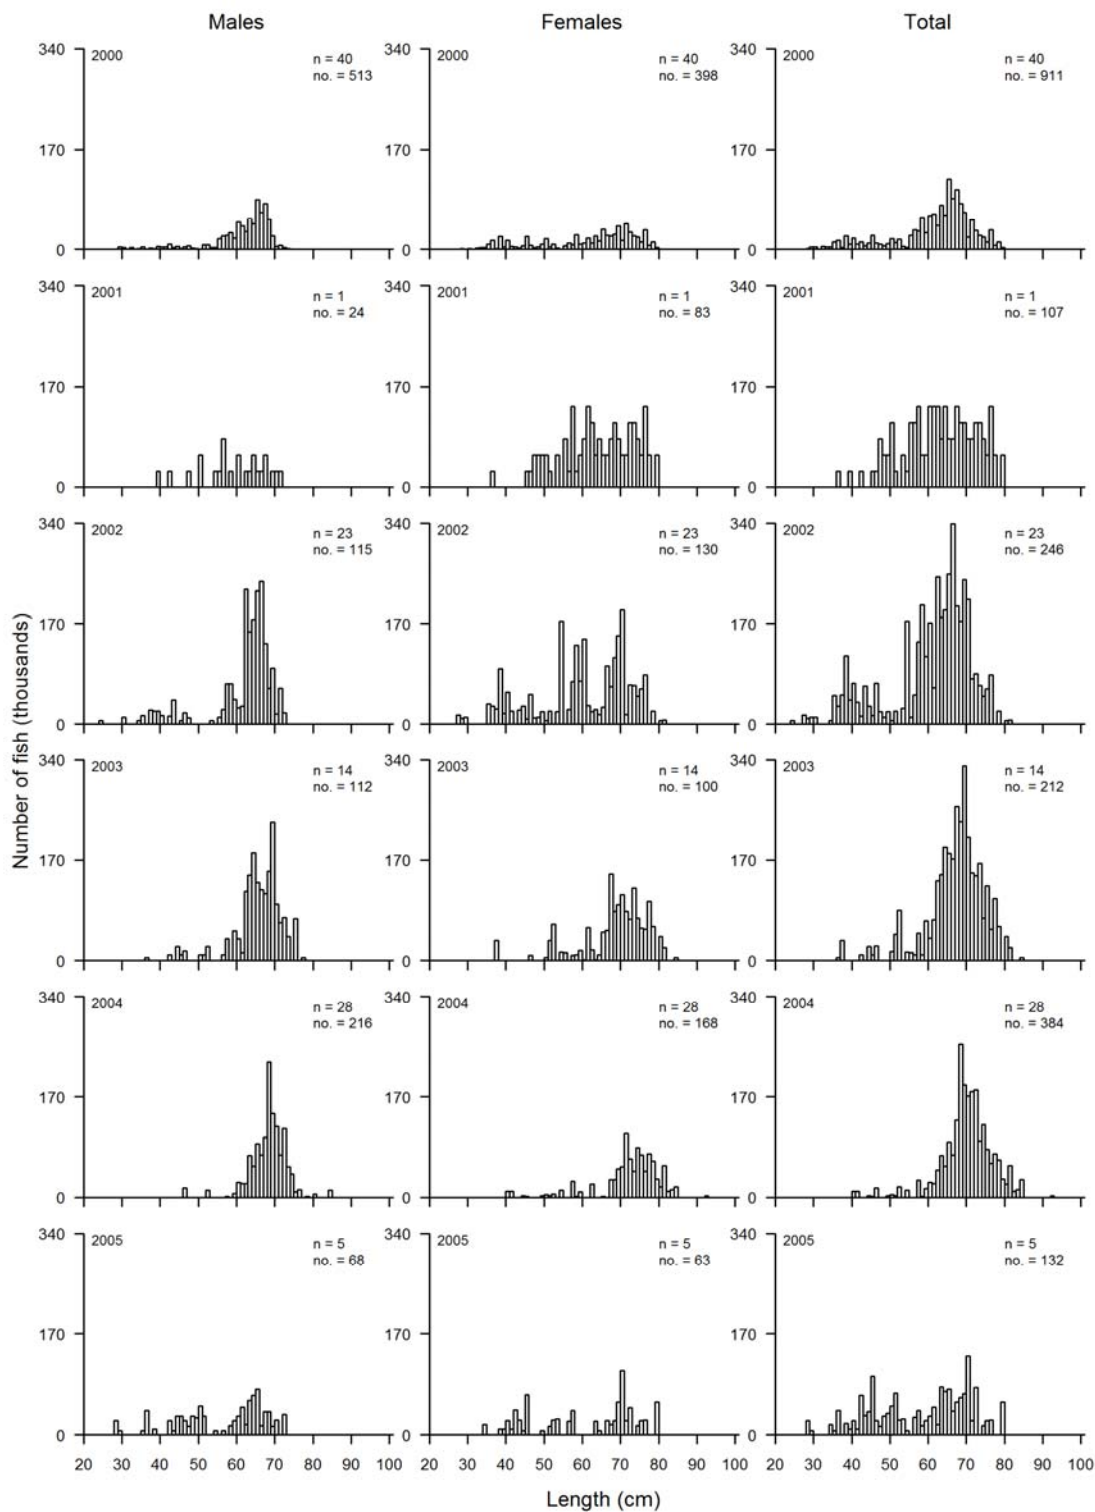 Males Females Total
340 2000 n = 40 no. = 513 340 2000 n = 40 no. = 398 340 2000 n = 40 no. = 911
170 170 170
0 0 0
340 2001 n = 1 no. = 24 340 2001 n = 1 no. = 83 340 2001 n = 1 no. = 107
170 170 170
0 0 0
340 2002 n = 23 no. = 115 340 2002 n = 23 no. = 130 340 2002 n = 23 no. = 246
170 170 170
0 0 0
Number of fish (thousands)
340 2003 n = 14 no. = 112 340 2003 n = 14 no. = 100 340 2003 n = 14 no. = 212
170 170 170
0 0 0
340 2004 n = 28 no. = 216 340 2004 n = 28 no. = 168 340 2004 n = 28 no. = 384
170 170 170
0 0 0
340 2005 n = 5 no. = 68 340 2005 n = 5 no. = 63 340 2005 n = 5 no. = 132
170 170 170
0 0 0
20 30 40 50 60 70 80 90 100 20 30 40 50 60 70 80 90 100 20 30 40 50 60 70 80 90 100
Length (cm)